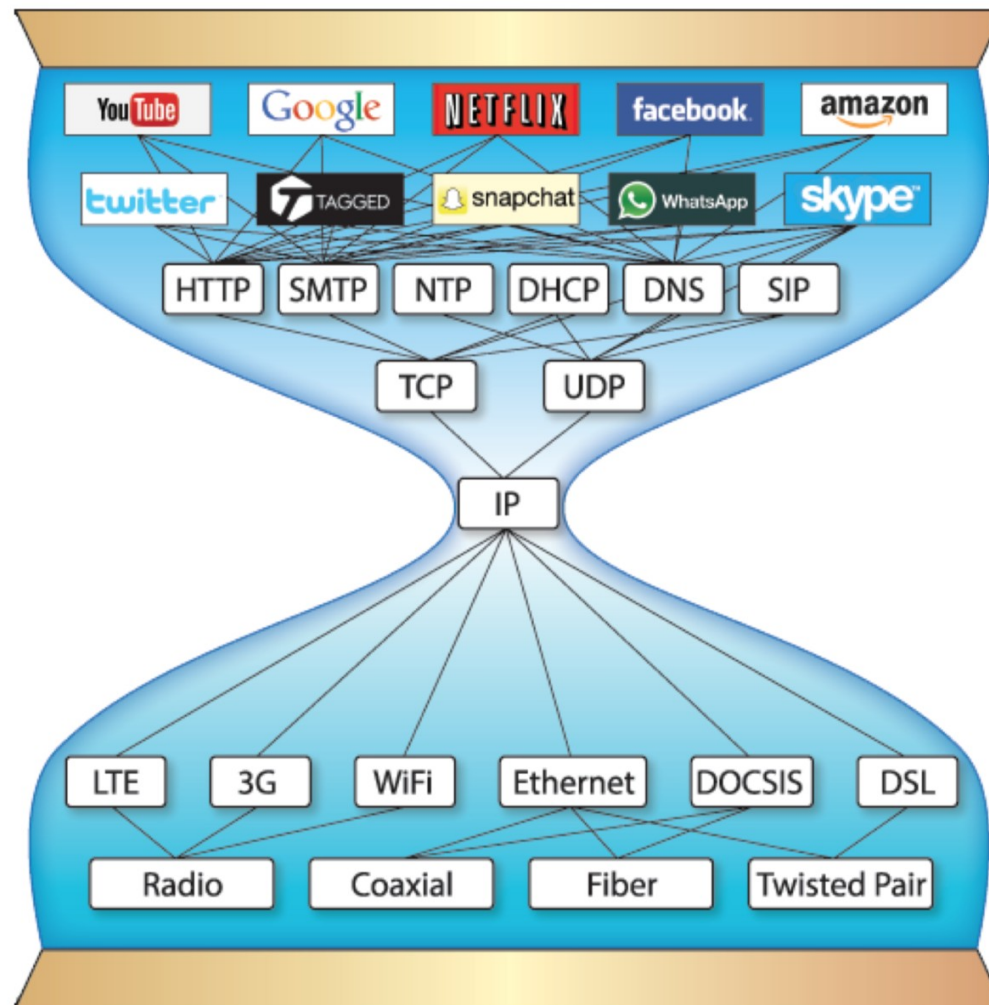 YouTube Google NETFLIX facebook amazon
twitter TAGGED snapchat WhatsApp skype
HTTP SMTP NTP DHCP DNS SIP
TCP UDP
IP
LTE 3G WiFi Ethernet DOCSIS DSL
Radio Coaxial Fiber Twisted Pair